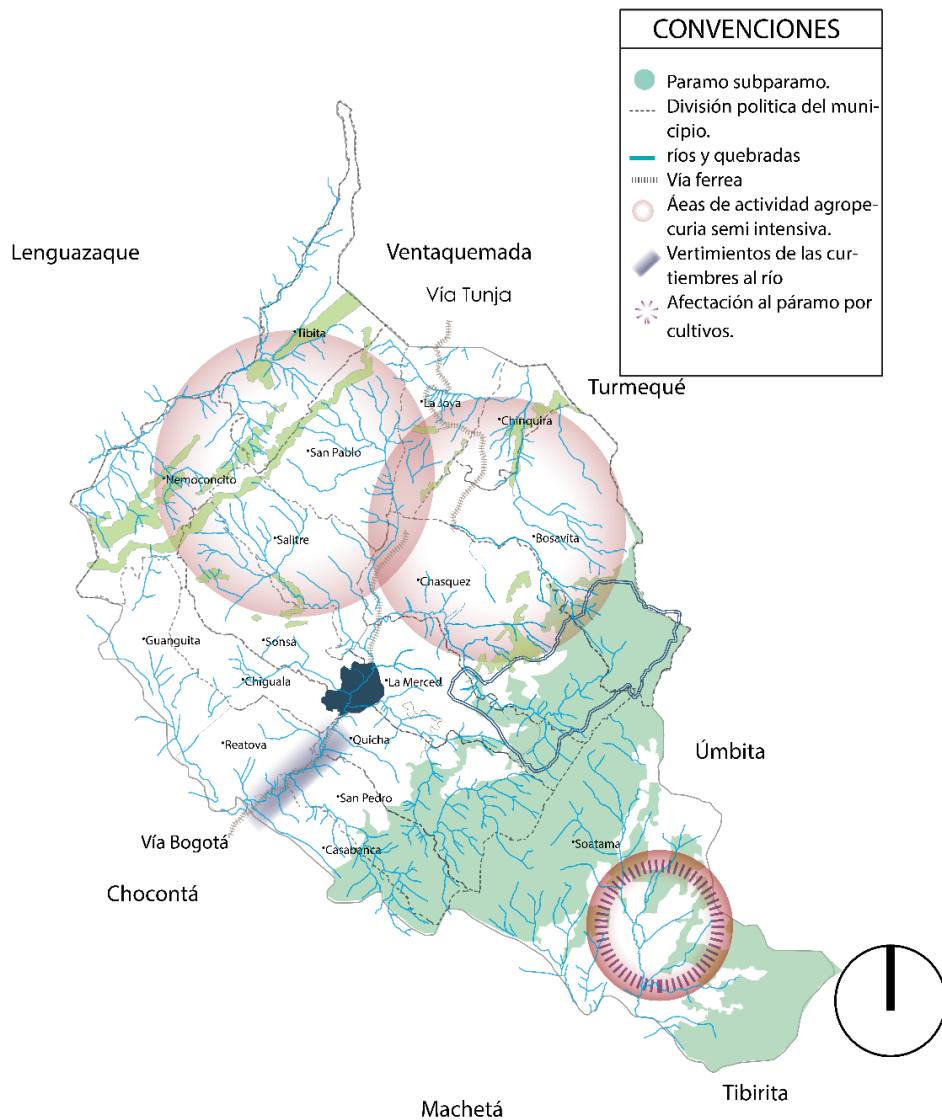 CONVENCIONES
Paramo subparamo.
División politica del muni-
cipio.
ríos y quebradas
Vía ferrea
Áeas de actividad agrope-
curia semi intensiva.
Vertimientos de las cur-
tiembres al río
Afectación al páramo por
cultivos.
Lenguazaque
Ventaquemada
Vía Tunja
Tibita
Turmequé
La Joya
Chinquira
San Pablo
Nemoconcito
Salitre
Bosavita
Chasquez
Guanguita
Sonsa
Chiguala
La Merced
Reatova
Quicha
Úmbita
San Pedro
Vía Bogotá
Casabanca
Soatama
Chocontá
Tibirita
Machetá